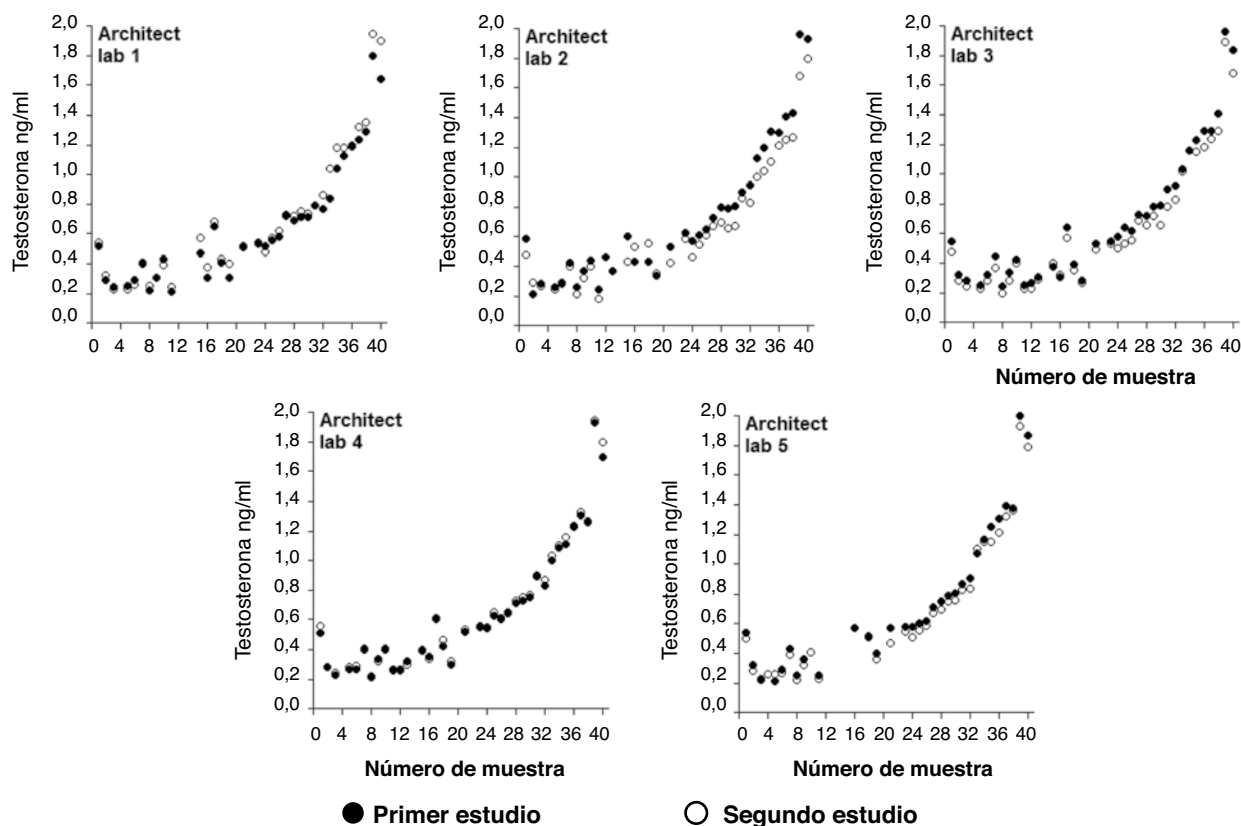 Architect
lab 1
Testosterona ng/ml
2,0
1,8
1,6
1,4
1,2
1,0
0,8
0,6
0,4
0,2
0,0
0 4 8 12 16 20 24 28 32 36 40
Architect
lab 2
Testosterona ng/ml
2,0
1,8
1,6
1,4
1,2
1,0
0,8
0,6
0,4
0,2
0,0
0 4 8 12 16 20 24 28 32 36 40
Architect
lab 3
Testosterona ng/ml
2,0
1,8
1,6
1,4
1,2
1,0
0,8
0,6
0,4
0,2
0,0
0 4 8 12 16 20 24 28 32 36 40
Número de muestra
Architect
lab 4
Testosterona ng/ml
2,0
1,8
1,6
1,4
1,2
1,0
0,8
0,6
0,4
0,2
0,0
0 4 8 12 16 20 24 28 32 36 40
Número de muestra
Architect
lab 5
Testosterona ng/ml
2,0
1,8
1,6
1,4
1,2
1,0
0,8
0,6
0,4
0,2
0,0
0 4 8 12 16 20 24 28 32 36 40
Número de muestra
Primer estudio
Segundo estudio